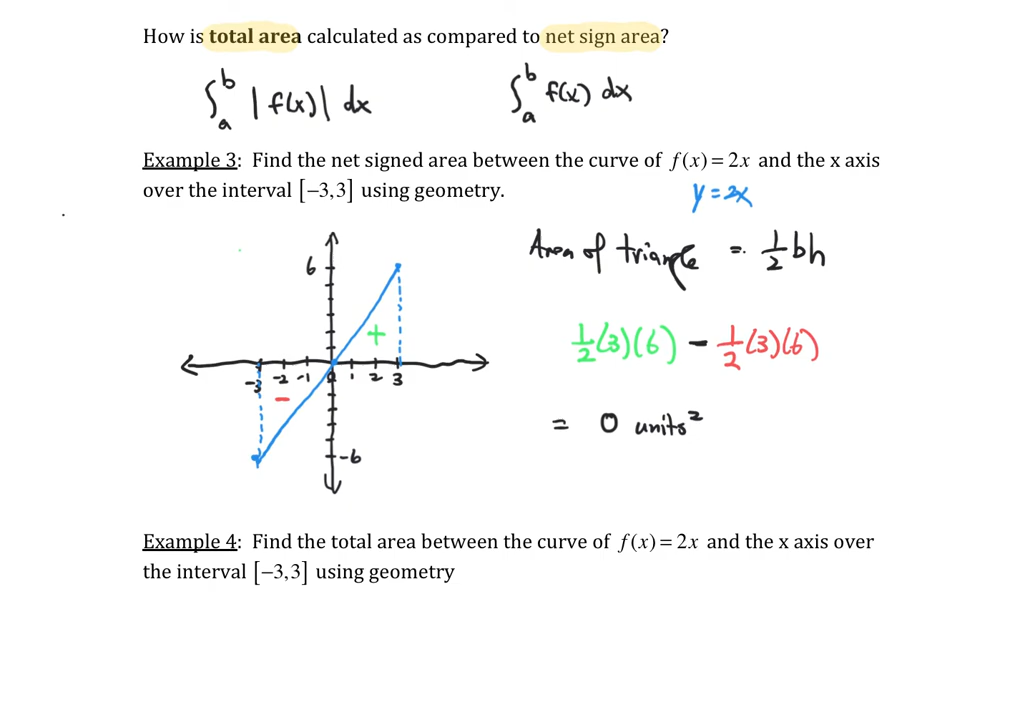 How is total area calculated as compared to net sign area?
∫ₐᵇ |f(x)| dx    ∫ₐᵇ f(x) dx
Example 3: Find the net signed area between the curve of f(x) = 2x and the x axis
over the interval [−3,3] using geometry.
y = 2x
Area of triangle = ½bh
6
+
½(3)(6) − ½(3)(6)
-3 -2 -1 0 1 2 3
−
= 0 units²
-6
Example 4: Find the total area between the curve of f(x) = 2x and the x axis over
the interval [−3,3] using geometry